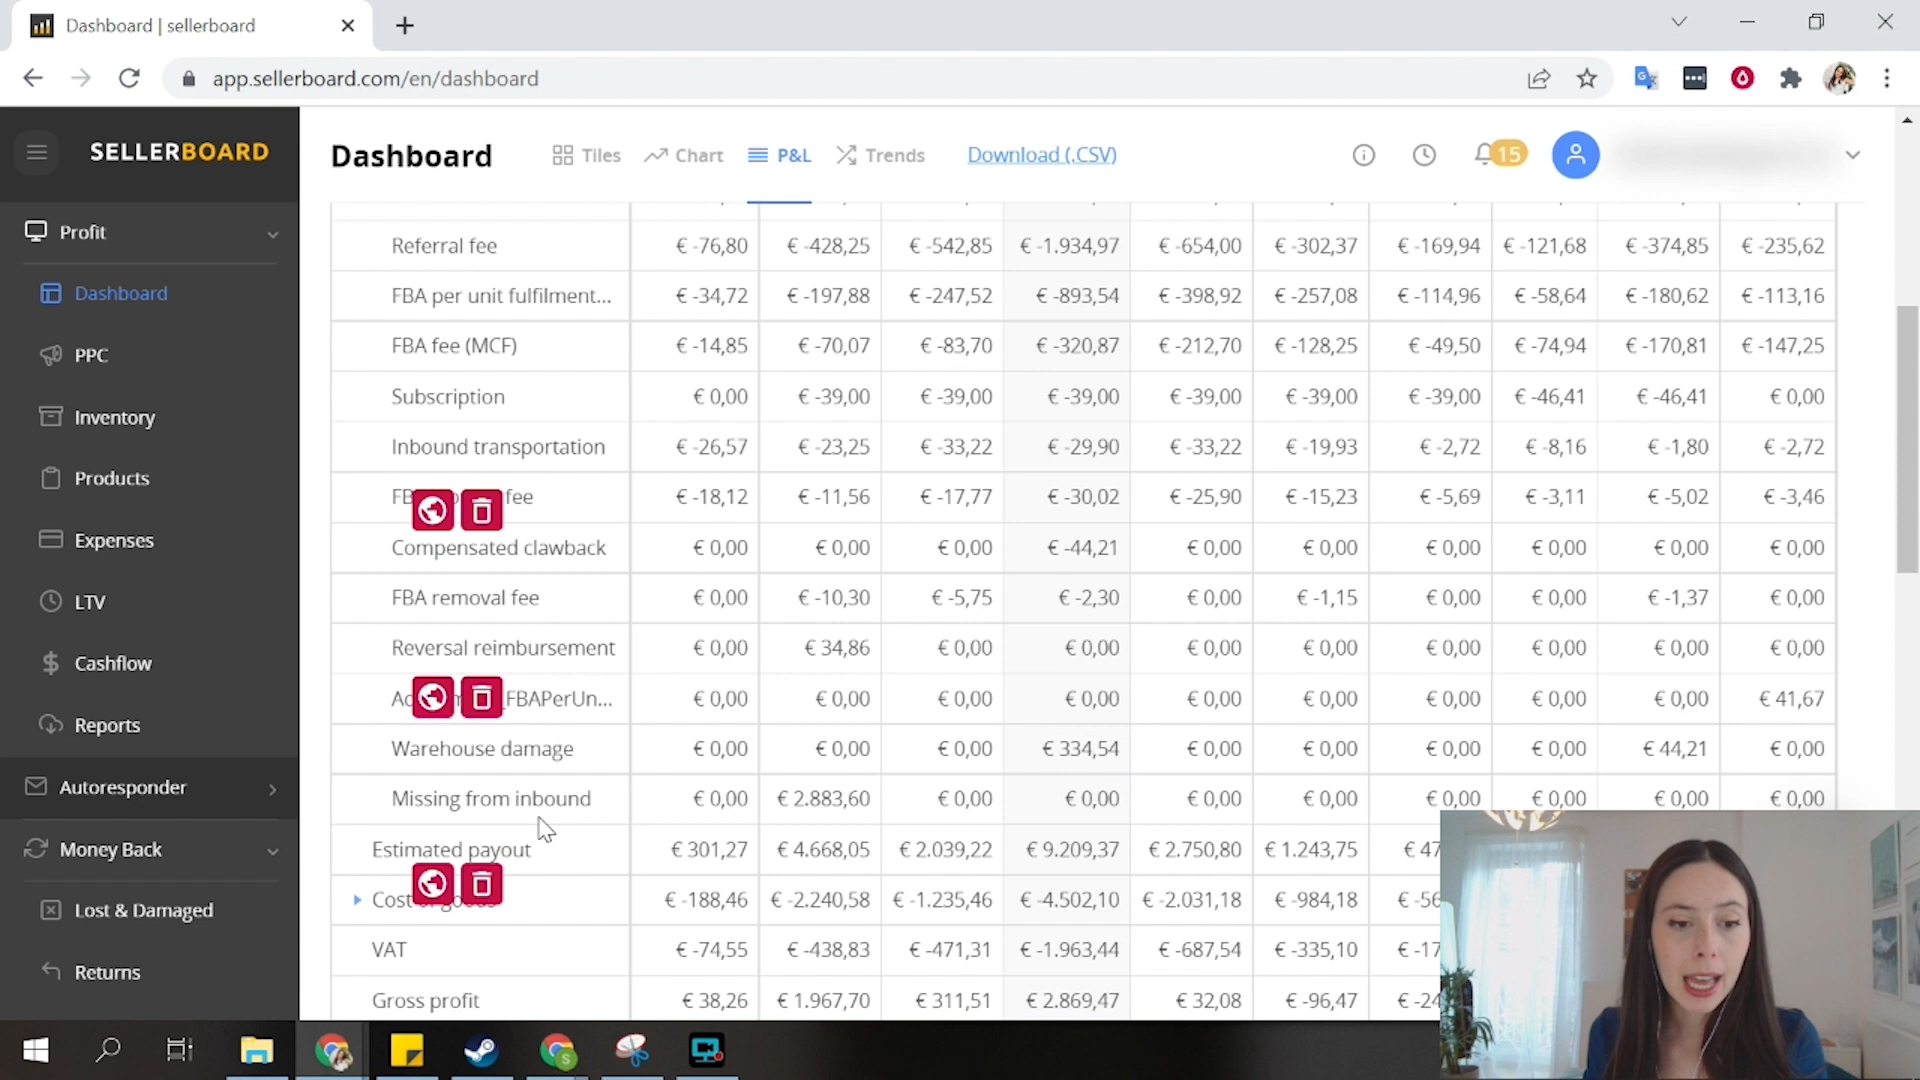 Dashboard | sellerboard
app.sellerboard.com/en/dashboard
SELLERBOARD
Dashboard
Tiles
Chart
P&L
Trends
Download (.CSV)
15
Profit
Dashboard
PPC
Inventory
Products
Expenses
LTV
Cashflow
Reports
Autoresponder
Money Back
Lost & Damaged
Returns
Referral fee € -76,80 € -428,25 € -542,85 € -1.934,97 € -654,00 € -302,37 € -169,94 € -121,68 € -374,85 € -235,62
FBA per unit fulfilment... € -34,72 € -197,88 € -247,52 € -893,54 € -398,92 € -257,08 € -114,96 € -58,64 € -180,62 € -113,16
FBA fee (MCF) € -14,85 € -70,07 € -83,70 € -320,87 € -212,70 € -128,25 € -49,50 € -74,94 € -170,81 € -147,25
Subscription € 0,00 € -39,00 € -39,00 € -39,00 € -39,00 € -39,00 € -39,00 € -46,41 € -46,41 € 0,00
Inbound transportation € -26,57 € -23,25 € -33,22 € -29,90 € -33,22 € -19,93 € -2,72 € -8,16 € -1,80 € -2,72
fee € -18,12 € -11,56 € -17,77 € -30,02 € -25,90 € -15,23 € -5,69 € -3,11 € -5,02 € -3,46
Compensated clawback € 0,00 € 0,00 € 0,00 € -44,21 € 0,00 € 0,00 € 0,00 € 0,00 € 0,00 € 0,00
FBA removal fee € 0,00 € -10,30 € -5,75 € -2,30 € 0,00 € -1,15 € 0,00 € 0,00 € -1,37 € 0,00
Reversal reimbursement € 0,00 € 34,86 € 0,00 € 0,00 € 0,00 € 0,00 € 0,00 € 0,00 € 0,00 € 0,00
_FBAPerUn... € 0,00 € 0,00 € 0,00 € 0,00 € 0,00 € 0,00 € 0,00 € 0,00 € 0,00 € 41,67
Warehouse damage € 0,00 € 0,00 € 0,00 € 334,54 € 0,00 € 0,00 € 0,00 € 0,00 € 44,21 € 0,00
Missing from inbound € 0,00 € 2.883,60 € 0,00 € 0,00 € 0,00 € 0,00 € 0,00 € 0,00 € 0,00 € 0,00
Estimated payout € 301,27 € 4.668,05 € 2.039,22 € 9.209,37 € 2.750,80 € 1.243,75 € 47
Cost of goods € -188,46 € -2.240,58 € -1.235,46 € -4.502,10 € -2.031,18 € -984,18 € -56
VAT € -74,55 € -438,83 € -471,31 € -1.963,44 € -687,54 € -335,10 € -17
Gross profit € 38,26 € 1.967,70 € 311,51 € 2.869,47 € 32,08 € -96,47 € -24